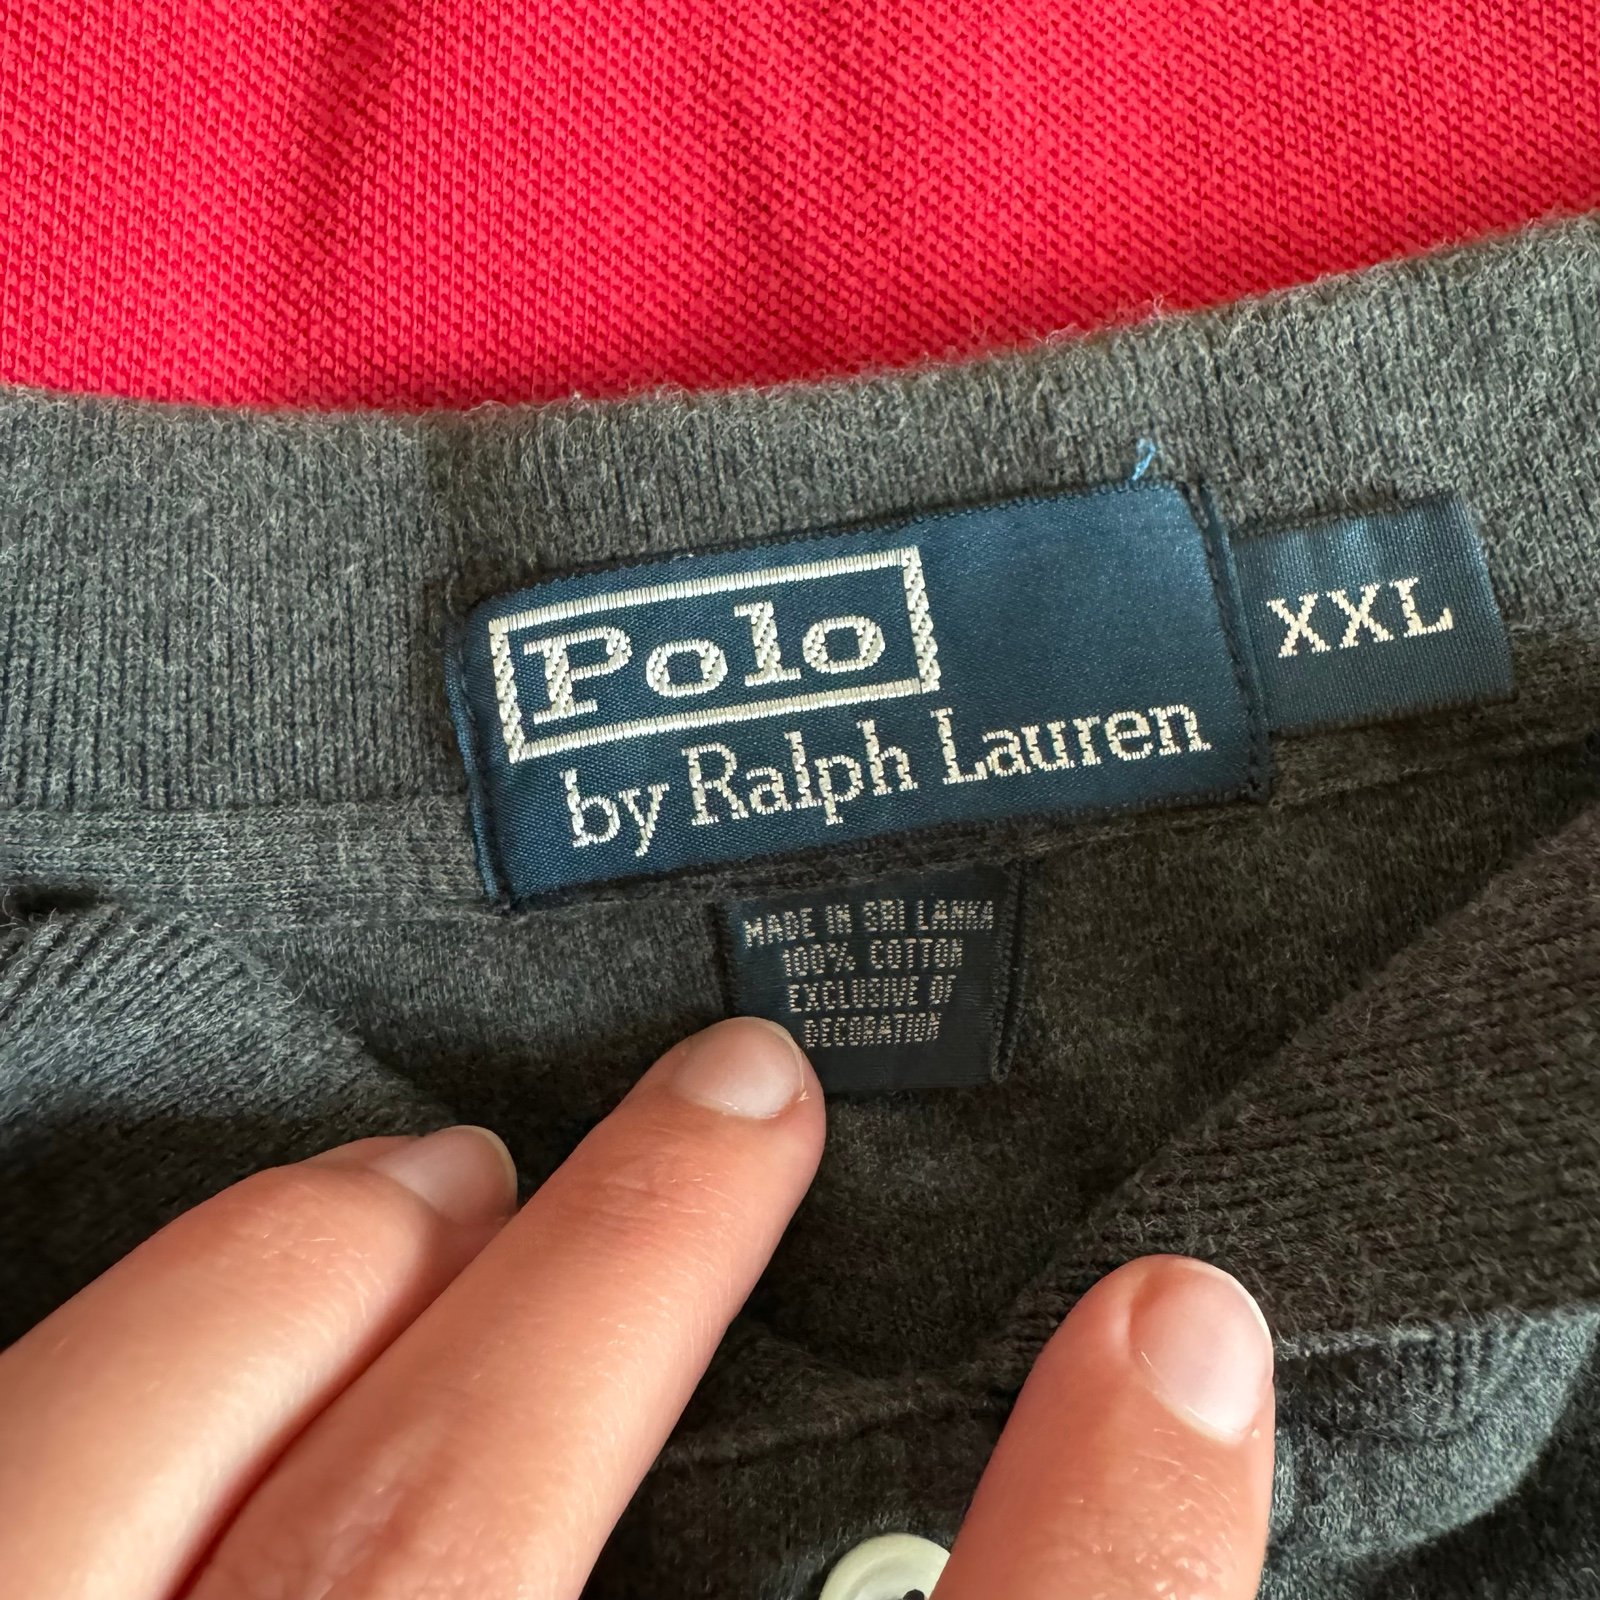 Polo
by Ralph Lauren
XXL
MADE IN SRI LANKA
100% COTTON
EXCLUSIVE OF
DECORATION